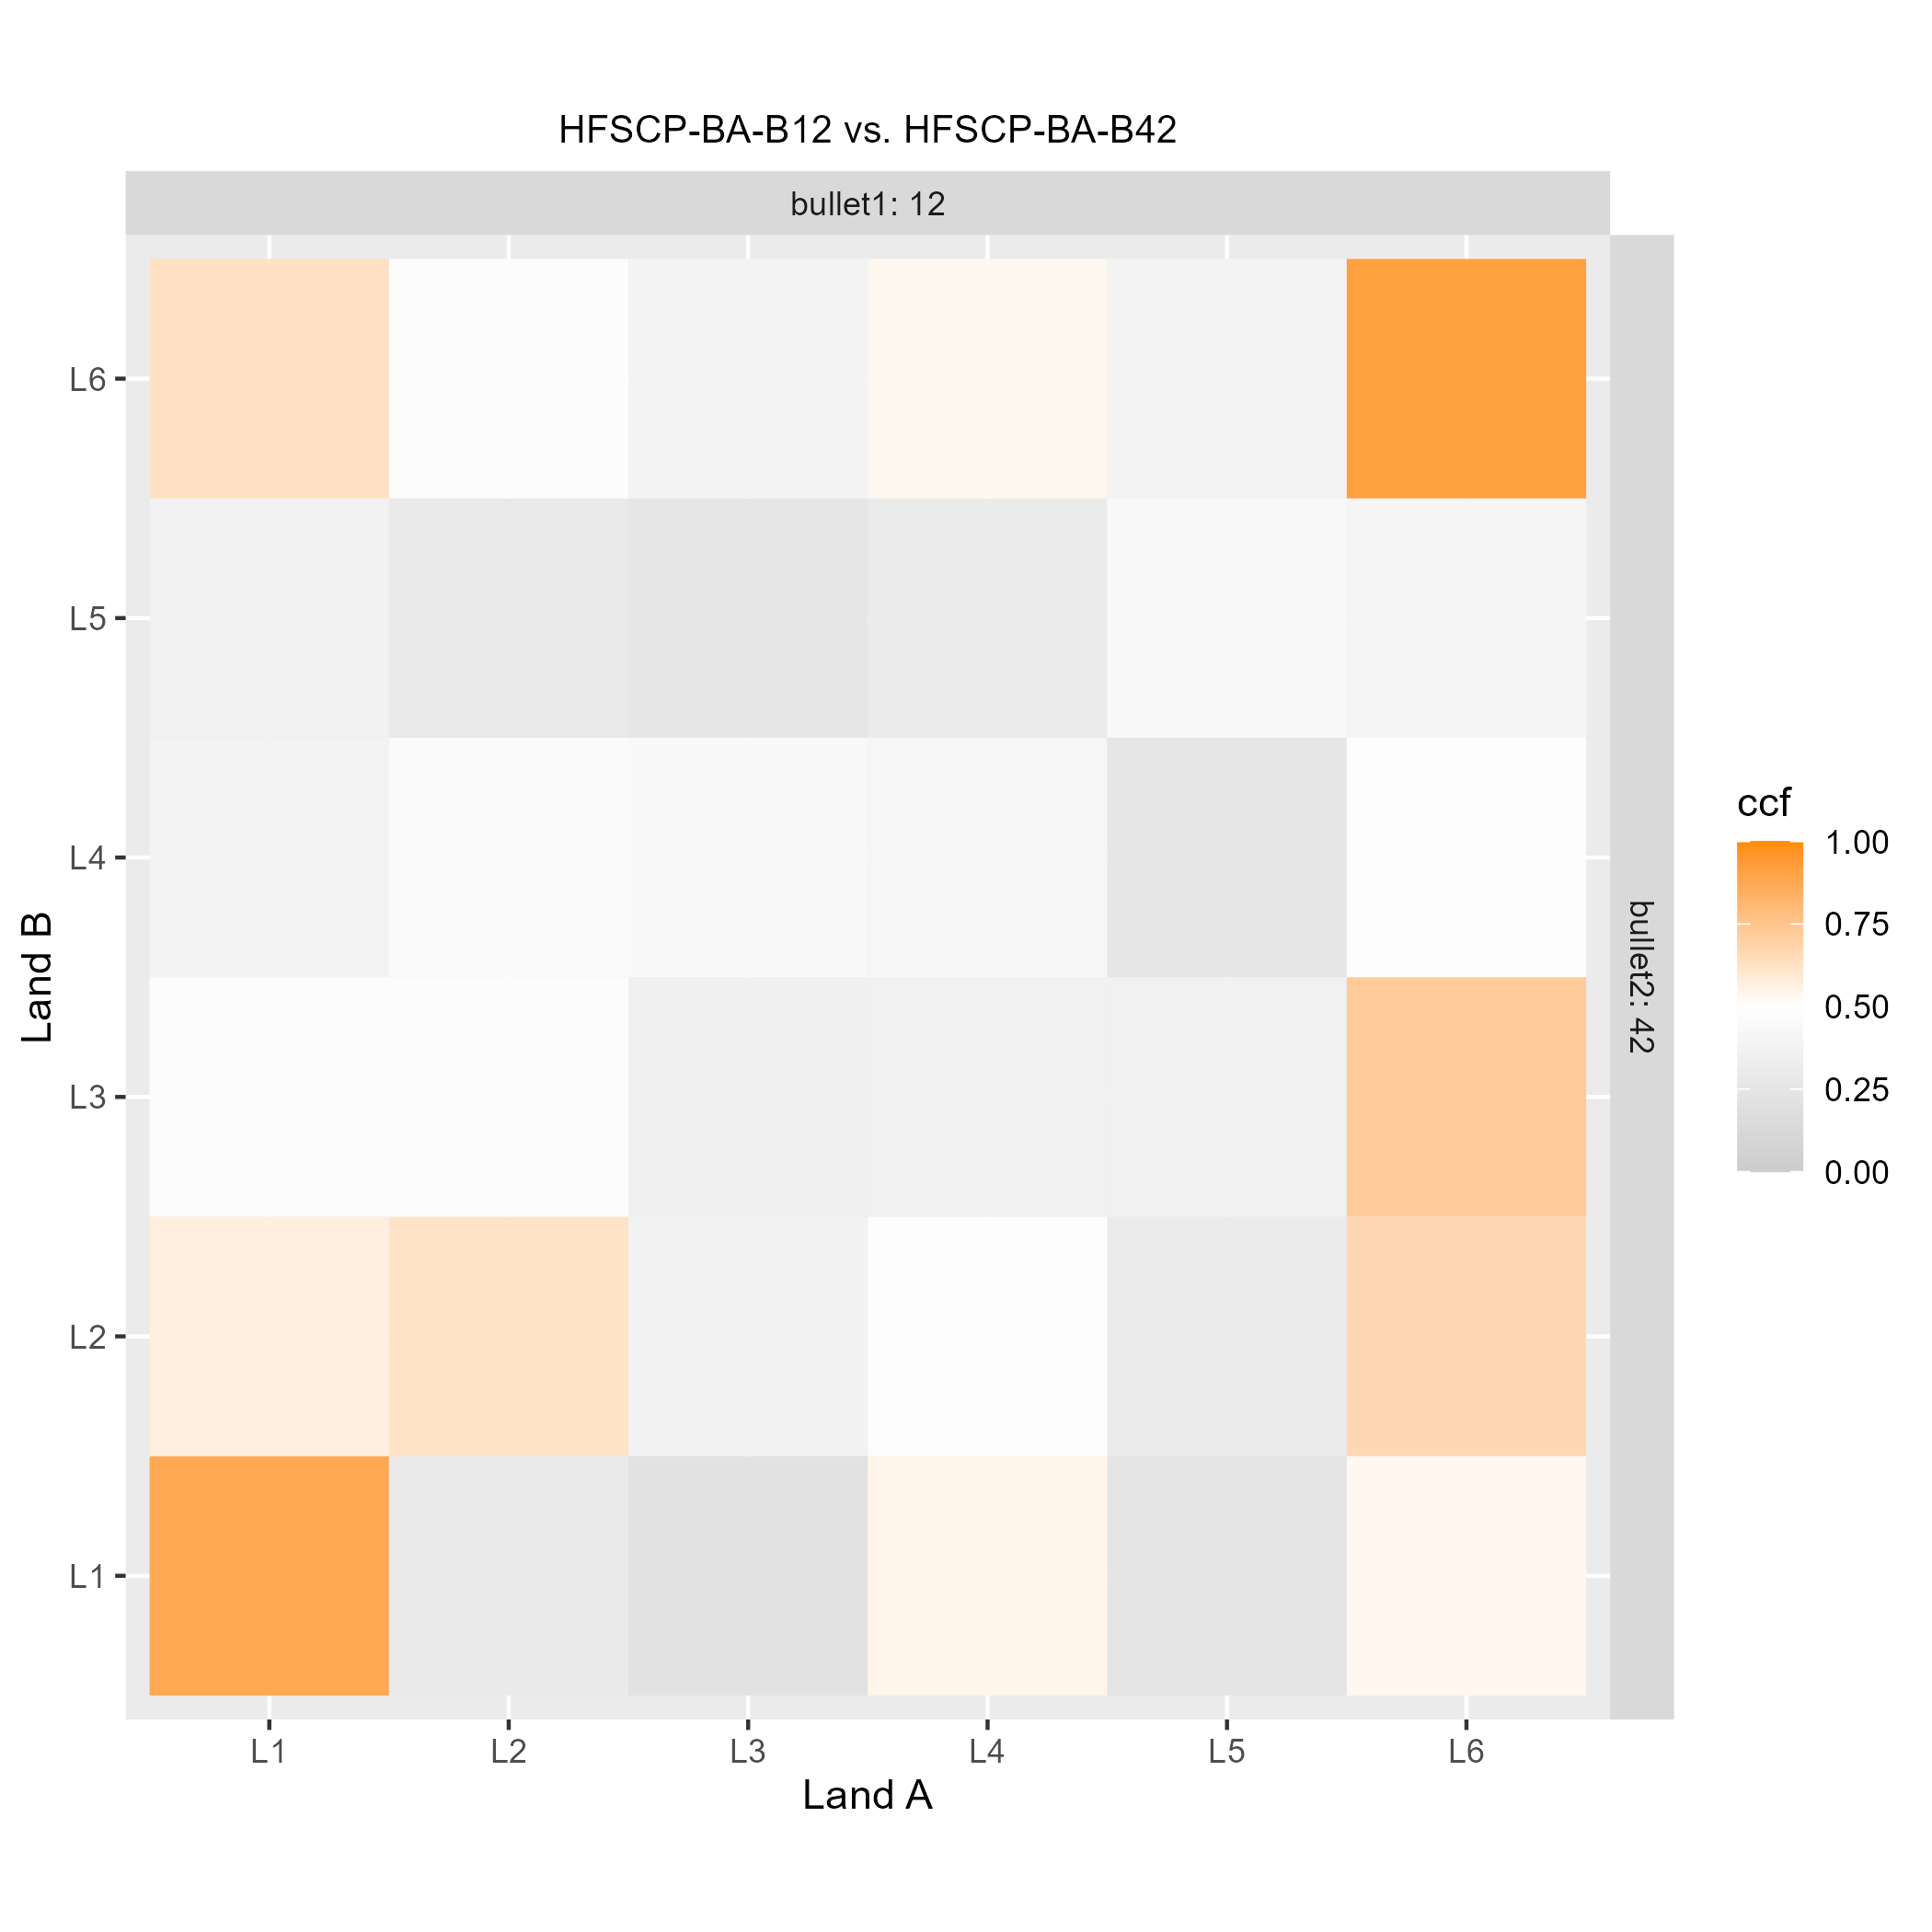 HFSCP-BA-B12 vs. HFSCP-BA-B42
bullet1: 12
L6
L5
L4
L3
L2
L1
Land B
bullet2: 42
L1 L2 L3 L4 L5 L6
Land A
ccf
1.00
0.75
0.50
0.25
0.00